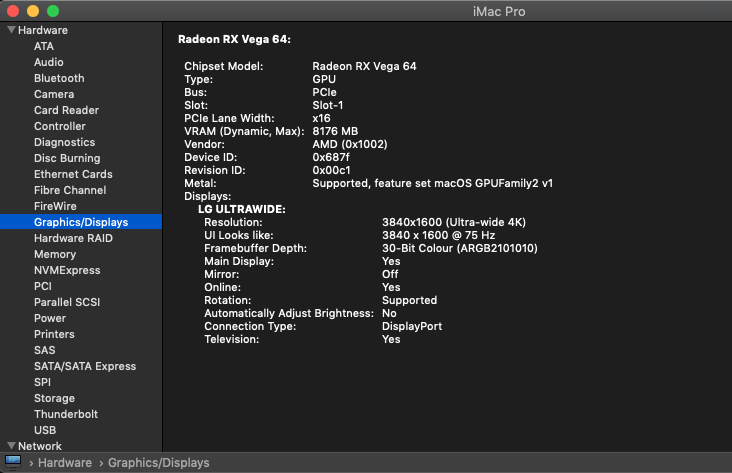 iMac Pro
Hardware
ATA
Audio
Bluetooth
Camera
Card Reader
Controller
Diagnostics
Disc Burning
Ethernet Cards
Fibre Channel
FireWire
Graphics/Displays
Hardware RAID
Memory
NVMExpress
PCI
Parallel SCSI
Power
Printers
SAS
SATA/SATA Express
SPI
Storage
Thunderbolt
USB
Network
Radeon RX Vega 64:
Chipset Model: Radeon RX Vega 64
Type: GPU
Bus: PCIe
Slot: Slot-1
PCIe Lane Width: x16
VRAM (Dynamic, Max): 8176 MB
Vendor: AMD (0x1002)
Device ID: 0x687f
Revision ID: 0x00c1
Metal: Supported, feature set macOS GPUFamily2 v1
Displays:
LG ULTRAWIDE:
Resolution: 3840x1600 (Ultra-wide 4K)
UI Looks like: 3840 x 1600 @ 75 Hz
Framebuffer Depth: 30-Bit Colour (ARGB2101010)
Main Display: Yes
Mirror: Off
Online: Yes
Rotation: Supported
Automatically Adjust Brightness: No
Connection Type: DisplayPort
Television: Yes
› Hardware › Graphics/Displays